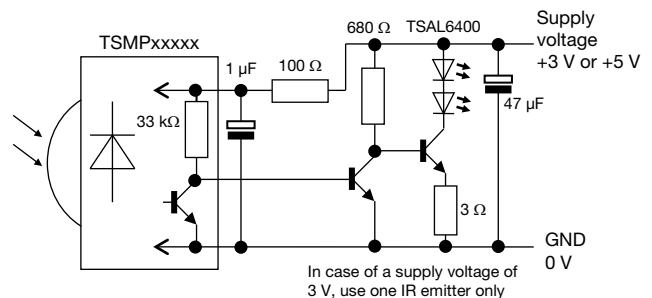 TSMPxxxxx
1 µF
100 Ω
680 Ω
TSAL6400
Supply
voltage
+3 V or +5 V
33 kΩ
47 µF
3 Ω
GND
0 V
In case of a supply voltage of
3 V, use one IR emitter only